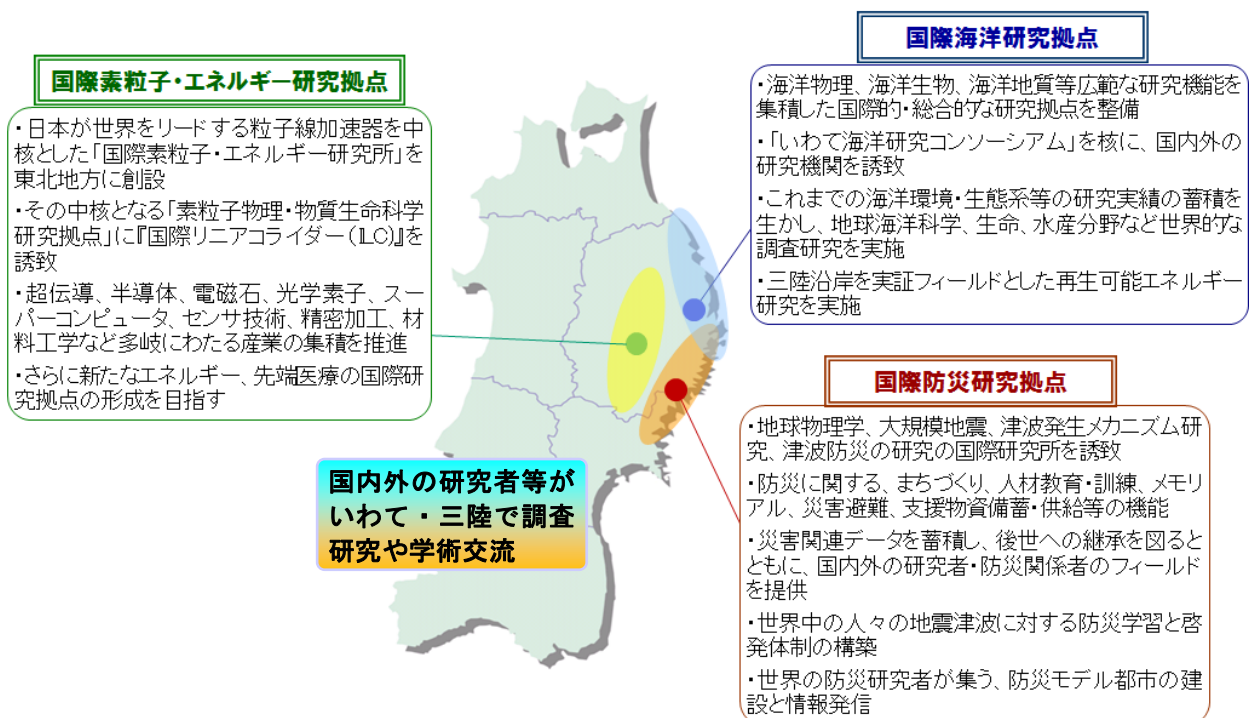 国際素粒子・エネルギー研究拠点
・日本が世界をリードする粒子線加速器を中
核とした「国際素粒子・エネルギー研究所」を
東北地方に創設
・その中核となる「素粒子物理・物質生命科学
研究拠点」に『国際リニアコライダー（ILC）』を
誘致
・超伝導、半導体、電磁石、光学素子、スー
パーコンピュータ、センサ技術、精密加工、材
料工学など多岐にわたる産業の集積を推進
・さらに新たなエネルギー、先端医療の国際研
究拠点の形成を目指す
国際海洋研究拠点
・海洋物理、海洋生物、海洋地質等広範な研究機能を
集積した国際的・総合的な研究拠点を整備
・「いわて海洋研究コンソーシアム」を核に、国内外の
研究機関を誘致
・これまでの海洋環境・生態系等の研究実績の蓄積を
生かし、地球海洋科学、生命、水産分野など世界的な
調査研究を実施
・三陸沿岸を実証フィールドとした再生可能エネルギー
研究を実施
国際防災研究拠点
・地球物理学、大規模地震、津波発生メカニズム研
究、津波防災の研究の国際研究所を誘致
・防災に関する、まちづくり、人材教育・訓練、メモリ
アル、災害避難、支援物資備蓄・供給等の機能
・災害関連データを蓄積し、後世への継承を図ると
ともに、国内外の研究者・防災関係者のフィールド
を提供
・世界中の人々の地震津波に対する防災学習と啓
発体制の構築
・世界の防災研究者が集う、防災モデル都市の建
設と情報発信
国内外の研究者等が
いわて・三陸で調査
研究や学術交流